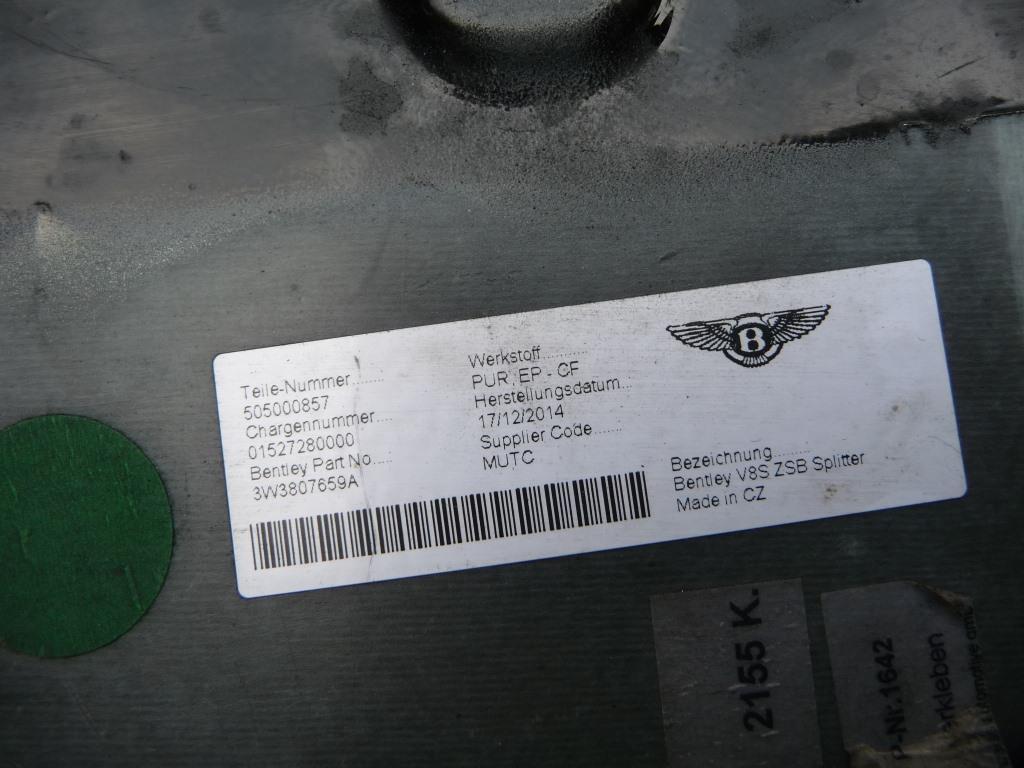 Teile-Nummer........
505000857
Chargennummer....
01527280000
Bentley Part No.....
3W3807659A
Werkstoff..........
PUR, EP - CF
Herstellungsdatum...
17/12/2014
Supplier Code.......
MUTC
B
Bezeichnung.........
Bentley V8S ZSB Splitter
Made in CZ
2155 K.
P-Nr.:1642
erkleben